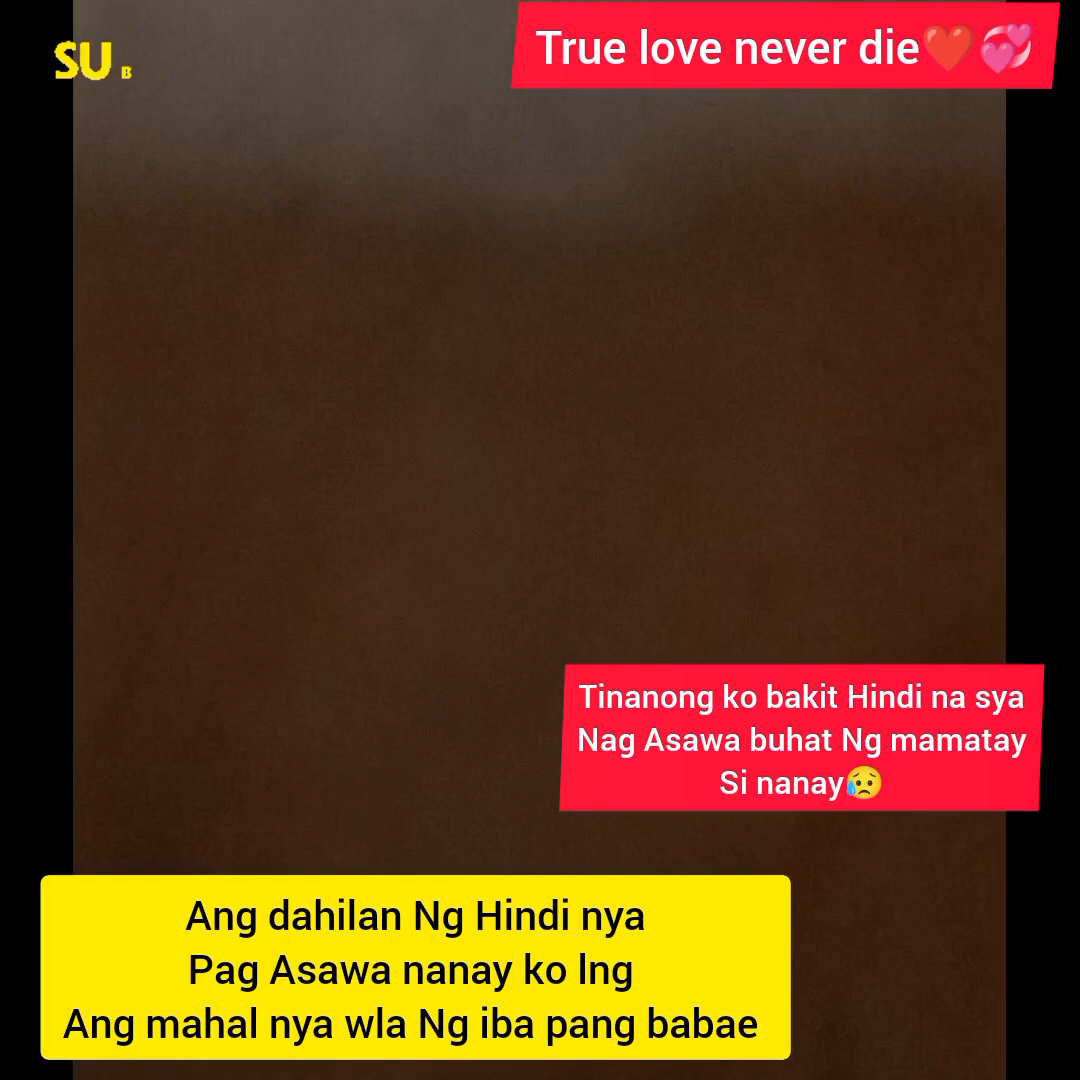 SU B
True love never die❤️💞
Tinanong ko bakit Hindi na sya
Nag Asawa buhat Ng mamatay
Si nanay😥
Ang dahilan Ng Hindi nya
Pag Asawa nanay ko lng
Ang mahal nya wla Ng iba pang babae